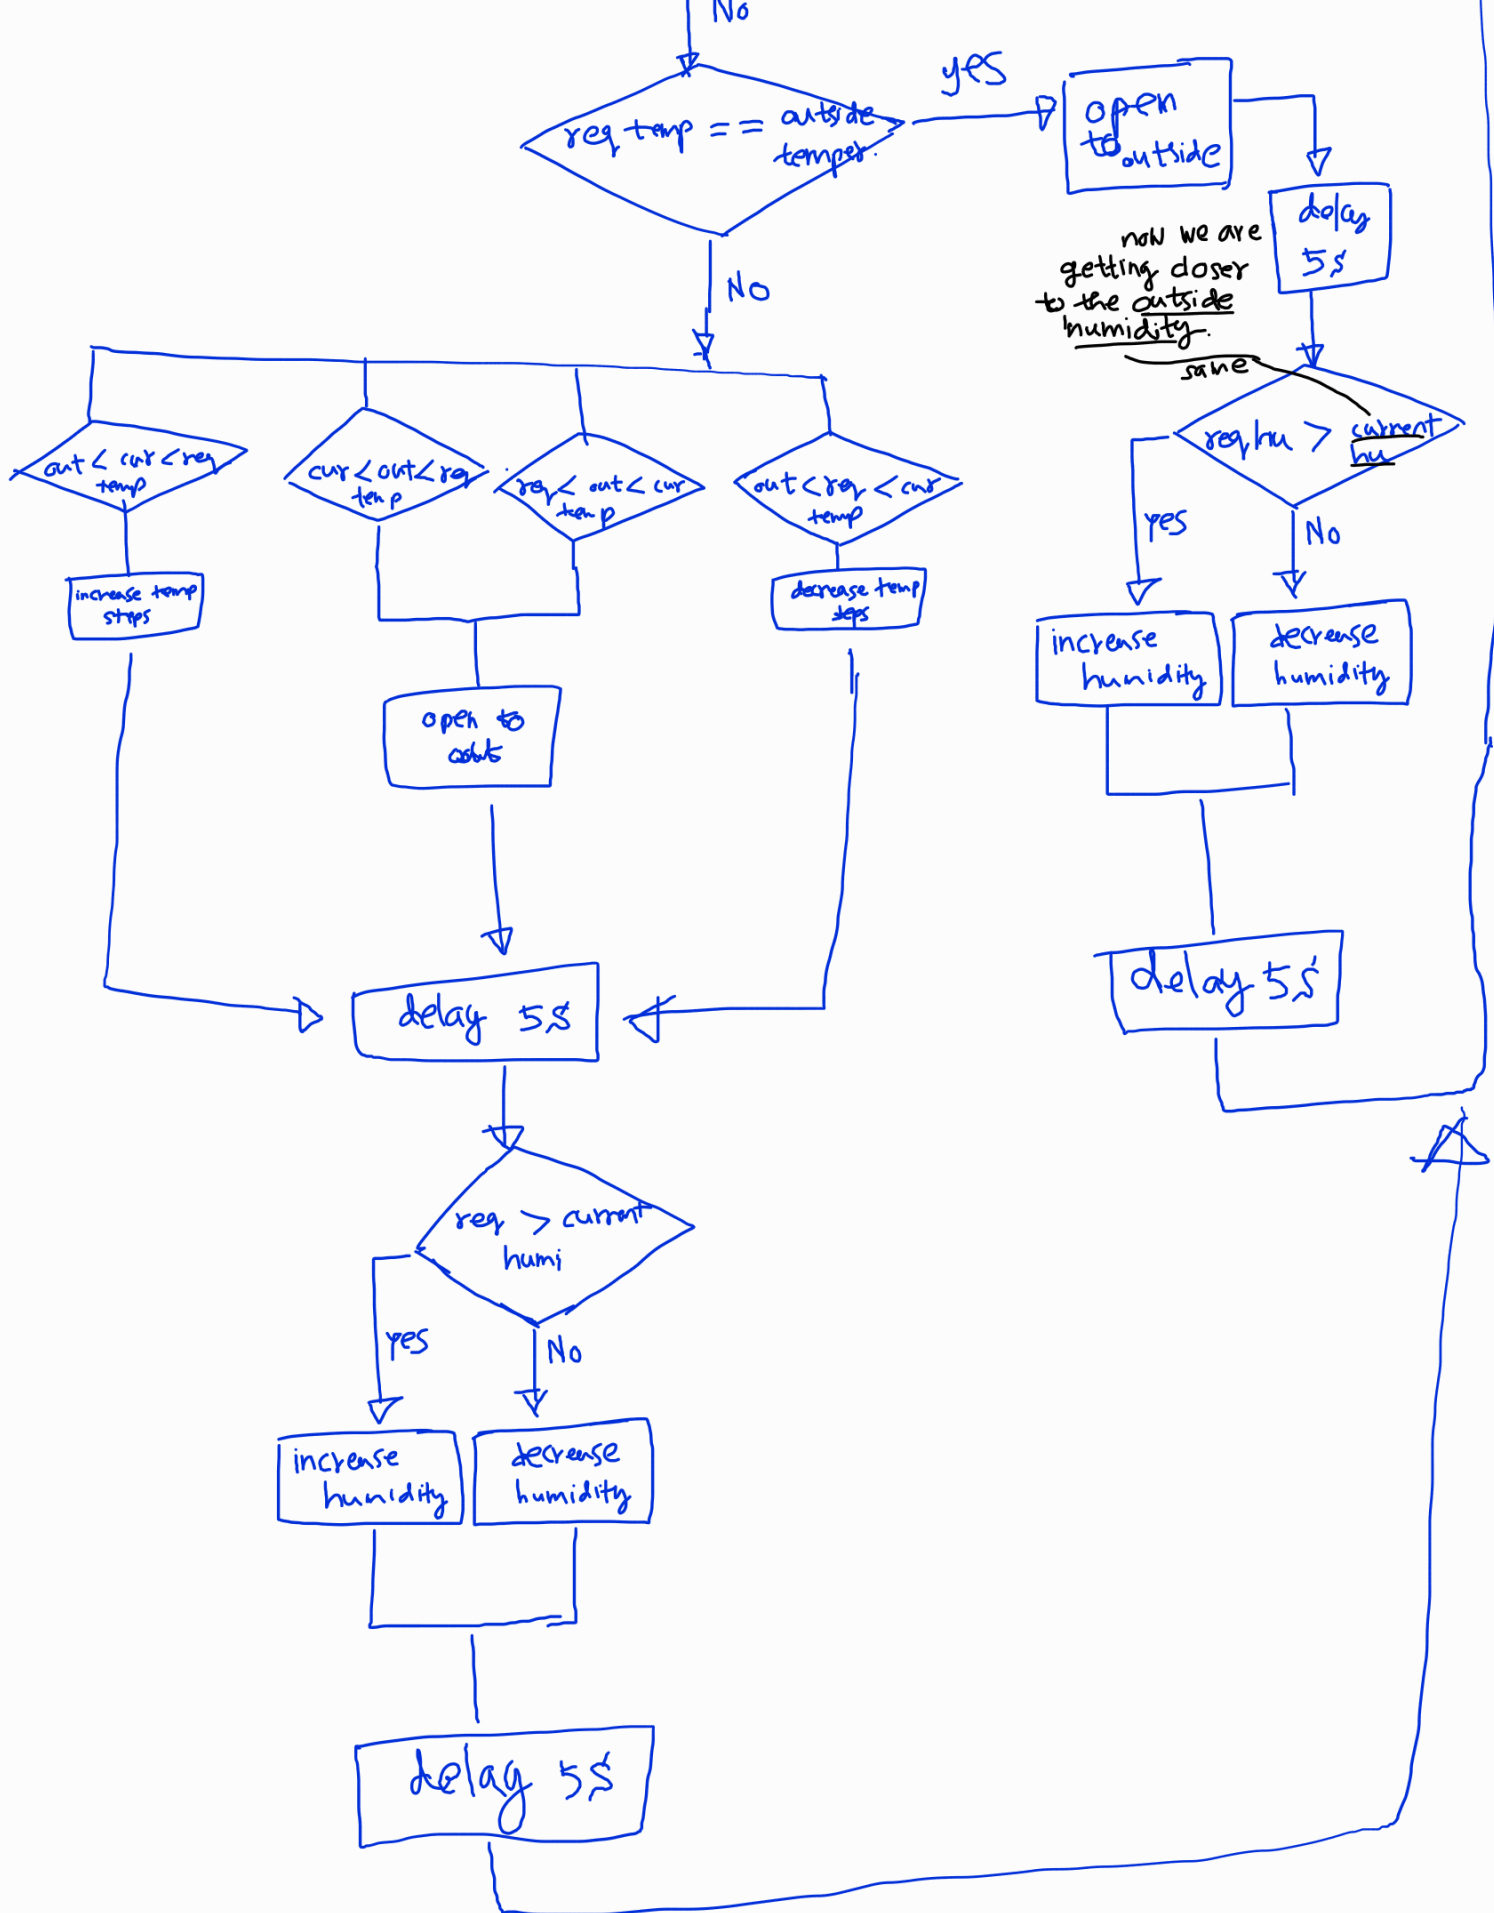 No
req temp == outside
temper.
yes
open
to outside
delay
5s
now we are
getting closer
to the outside
humidity.
same
No
req hu > current
hu
out < cur < req
temp
cur < out < req
temp
req < out < cur
temp
out < req < cur
temp
yes
No
increase temp
steps
decrease temp
steps
increase
humidity
decrease
humidity
open to
delay 5s
delay 5s
req > current
humi
yes
No
increase
humidity
decrease
humidity
delay 5s